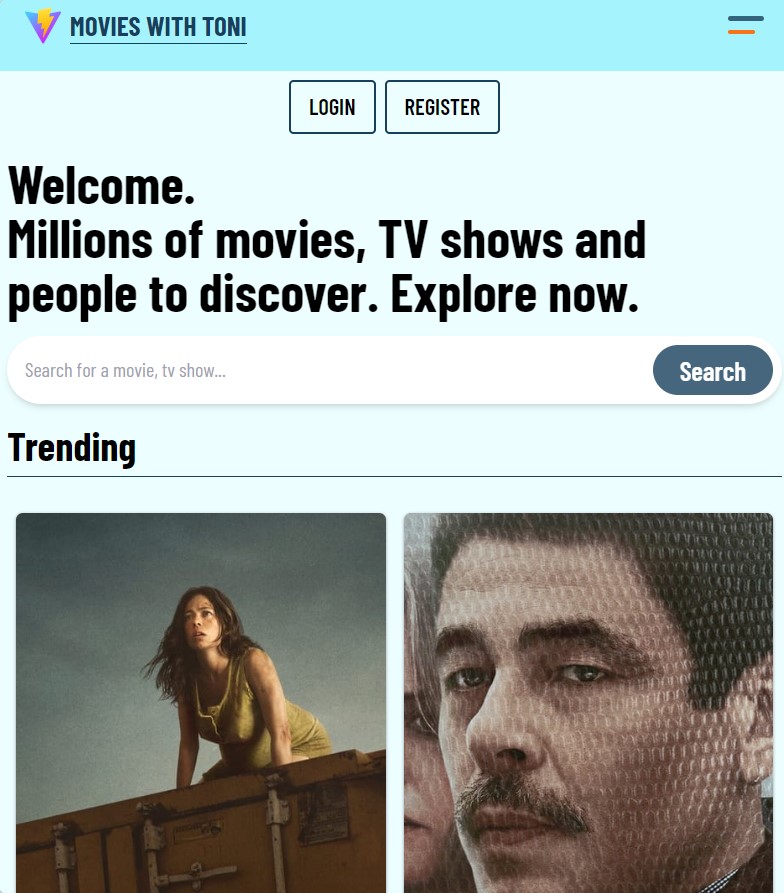 MOVIES WITH TONI
LOGIN
REGISTER
Welcome.
Millions of movies, TV shows and
people to discover. Explore now.
Search for a movie, tv show...
Search
Trending